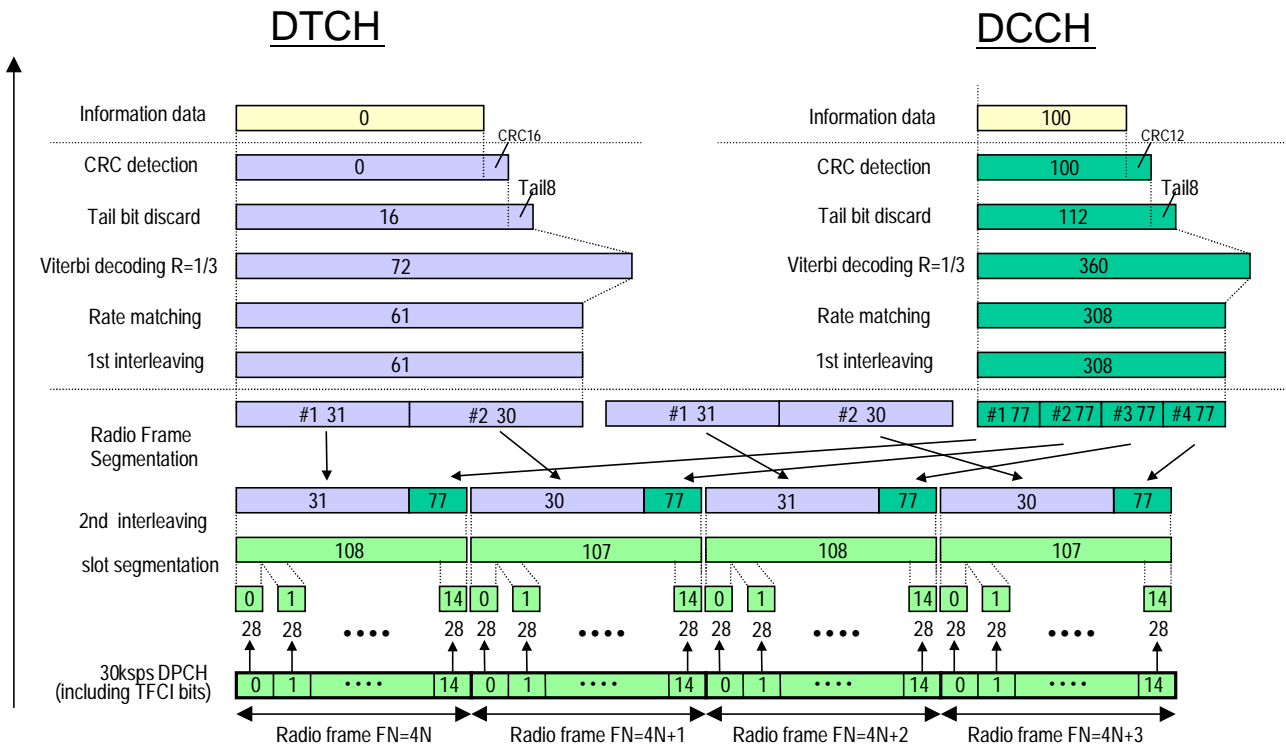 DTCH DCCH
Information data 0 Information data 100
CRC16 CRC12
CRC detection 0 CRC detection 100
Tail8 Tail8
Tail bit discard 16 Tail bit discard 112
Viterbi decoding R=1/3 72 Viterbi decoding R=1/3 360
Rate matching 61 Rate matching 308
1st interleaving 61 1st interleaving 308
#1 31 #2 30 #1 31 #2 30 #1 77 #2 77 #3 77 #4 77
Radio Frame
Segmentation
31 77 30 77 31 77 30 77
2nd interleaving
108 107 108 107
slot segmentation
0 1 14 0 1 14 0 1 14 0 1 14
28 28 •••• 28 28 28 •••• 28 28 28 •••• 28 28 28 •••• 28
30ksps DPCH
(including TFCI bits)
0 1 •••• 14 0 1 •••• 14 0 1 •••• 14 0 1 •••• 14
Radio frame FN=4N Radio frame FN=4N+1 Radio frame FN=4N+2 Radio frame FN=4N+3